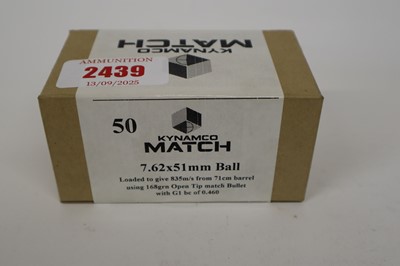 KYNAMCO
MATCH
AMMUNITION
2439
13/09/2025
50
KYNAMCO
MATCH
7.62x51mm Ball
Loaded to give 835m/s from 71cm barrel
using 168grn Open Tip match Bullet
with G1 bc of 0.460